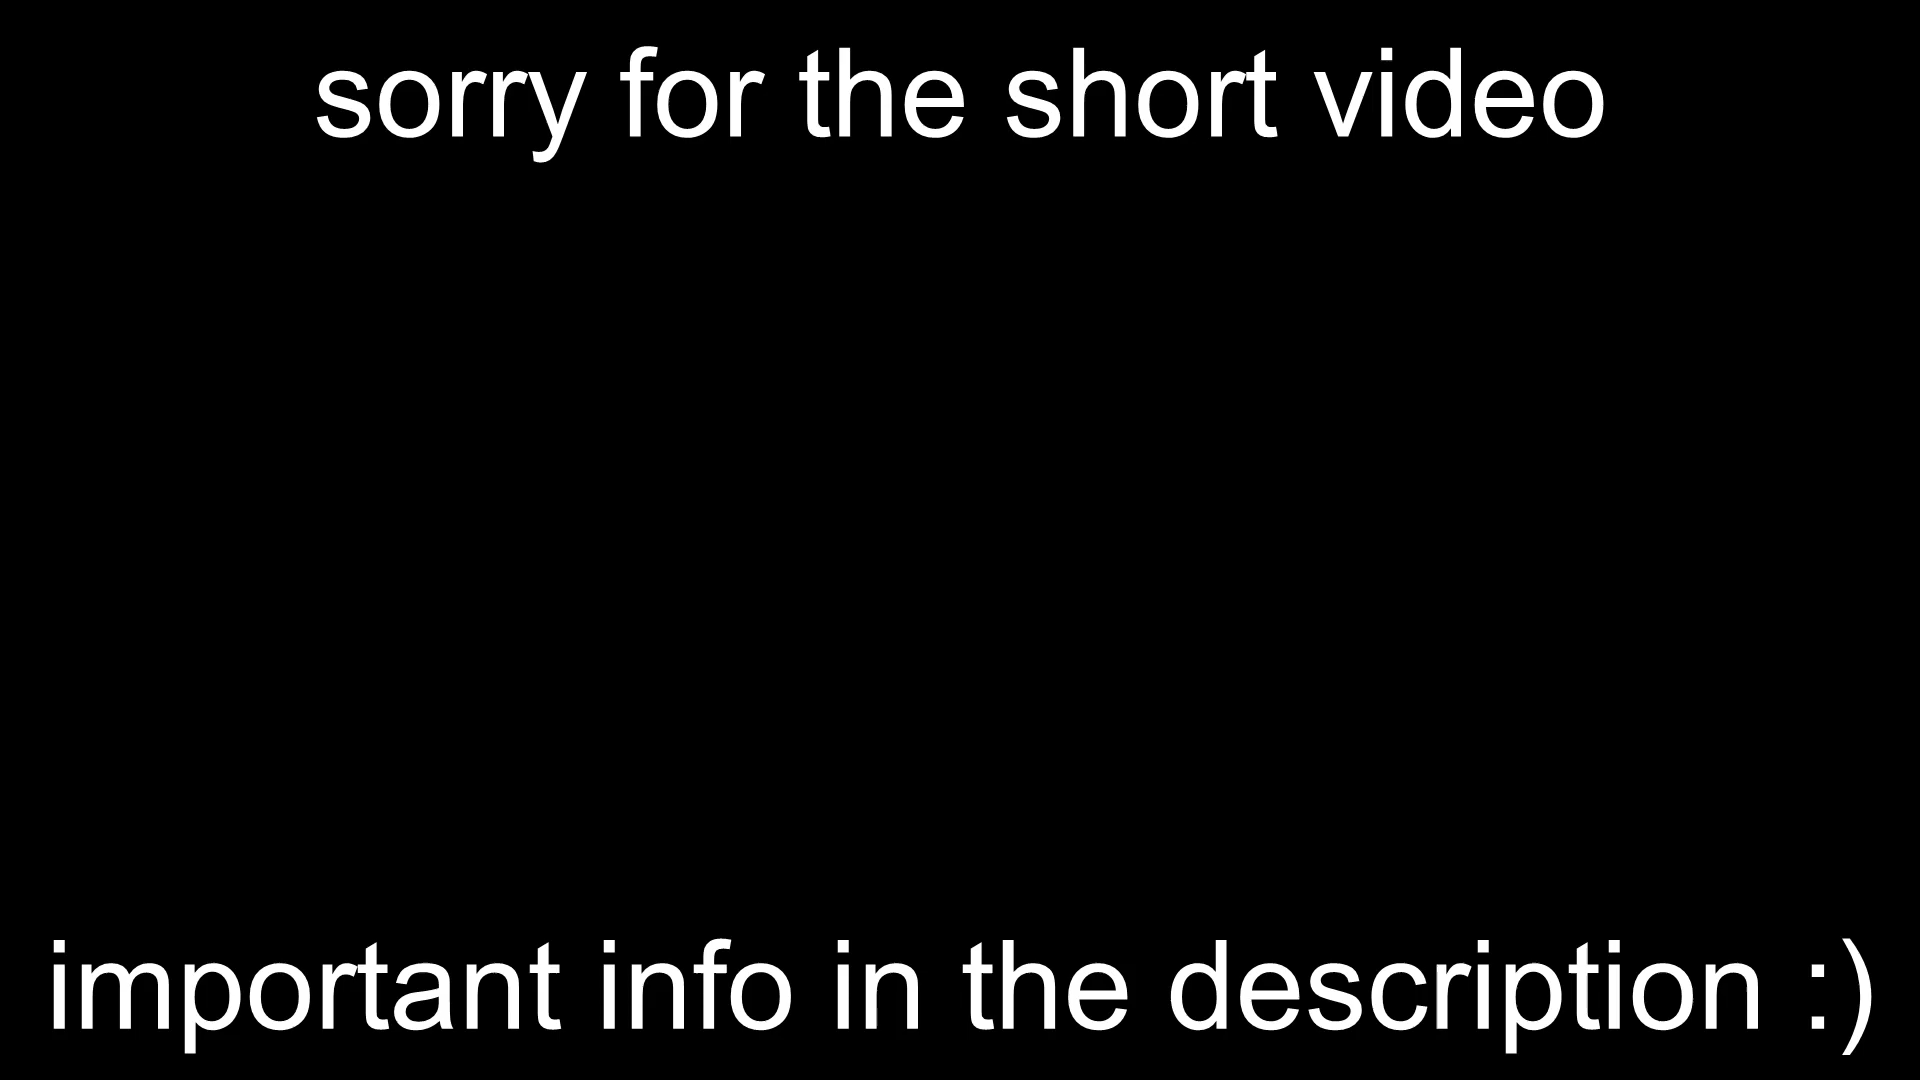 sorry for the short video
important info in the description :)